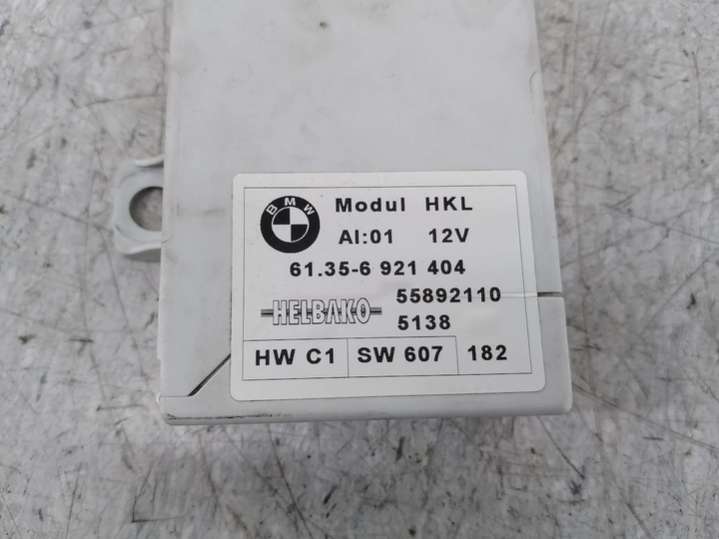 BMW
Modul HKL
AI:01 12V
61.35-6 921 404
HELBAKO 55892110
5138
HW C1 SW 607 182